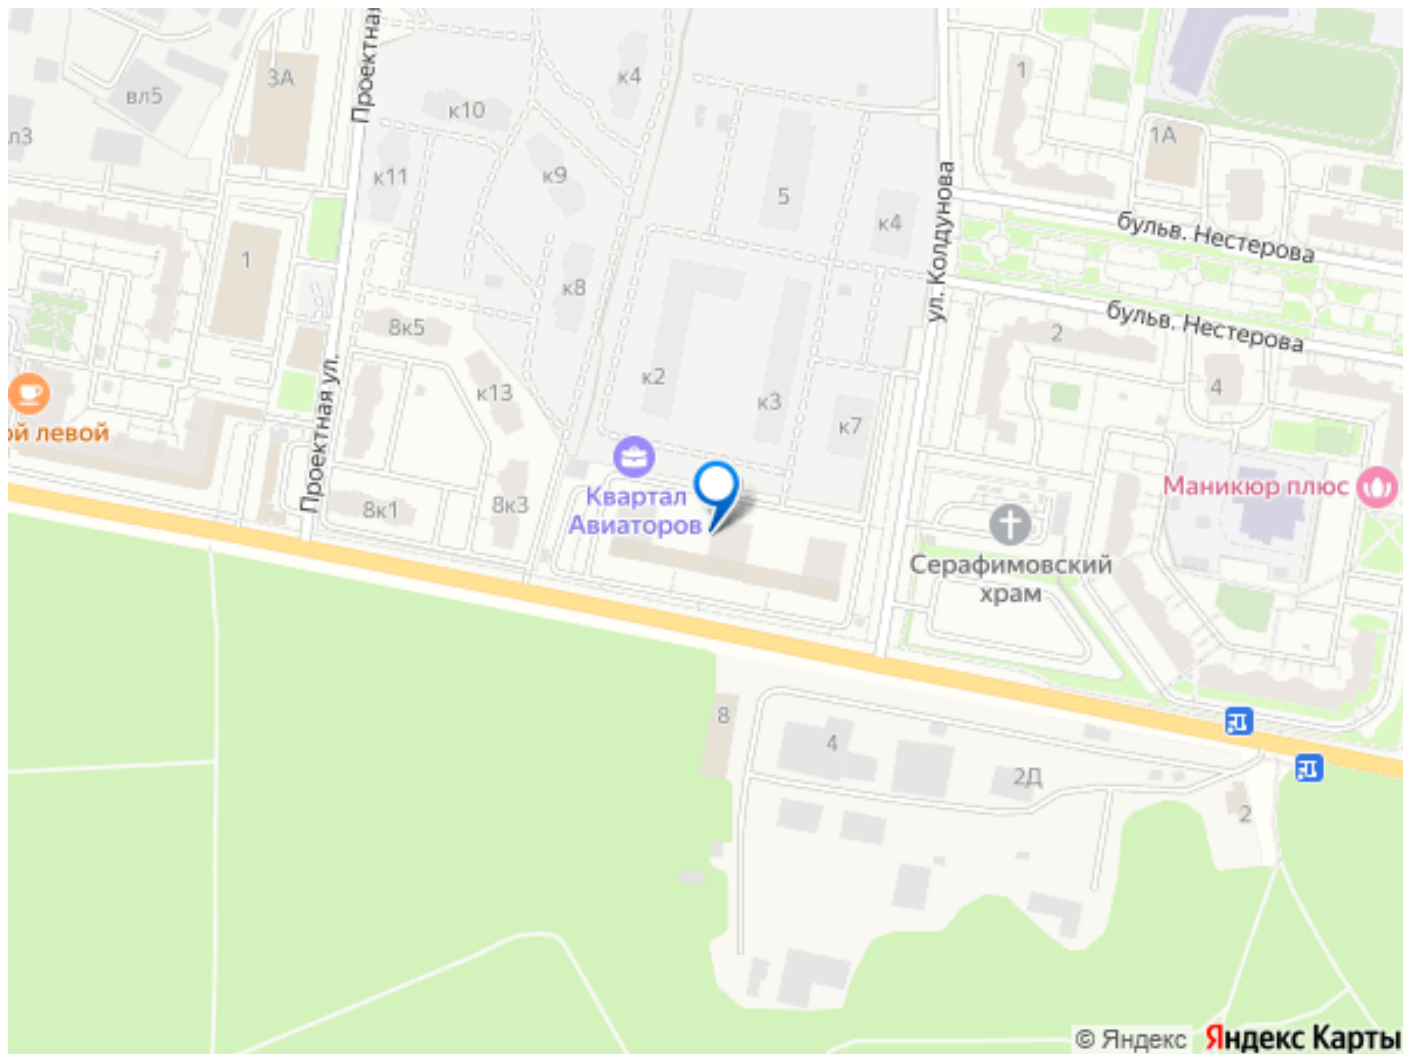 Проектная
3А
вл5
л3
к4
к10
к11
к9
к8
5
к4
ул. Колдунова
1
1А
бульв. Нестерова
бульв. Нестерова
1
8к5
к13
к2
к3
к7
2
4
ой левой
Проектная ул.
8к1
8к3
Квартал
Авиаторов
Маникюр плюс
Серафимовский
храм
8
4
2Д
2
© Яндекс Яндекс Карты